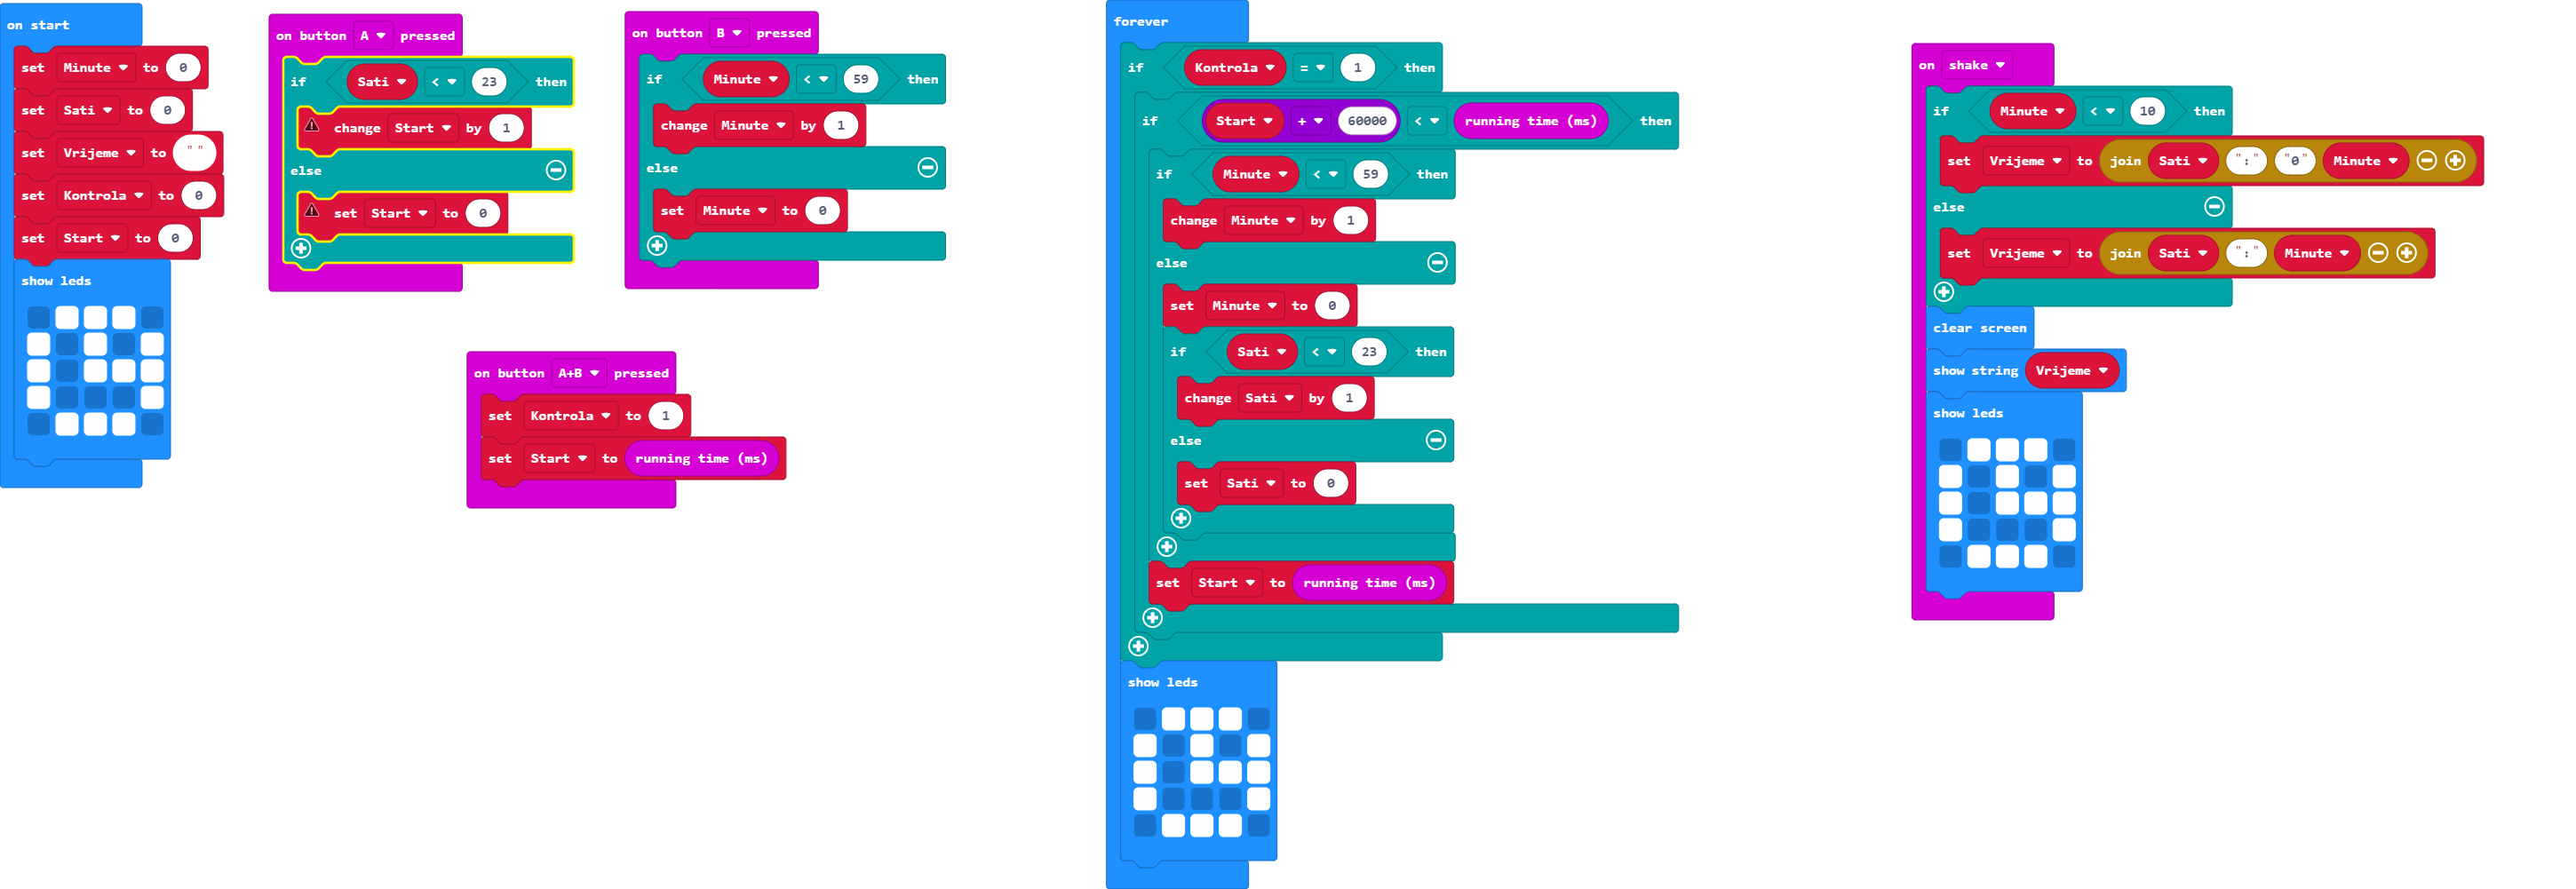 on start
set Minute to 0
set Sati to 0
set Vrijeme to " "
set Kontrola to 0
set Start to 0
show leds
on button A pressed
if Sati < 23 then
change Start by 1
else
set Start to 0
on button B pressed
if Minute < 59 then
change Minute by 1
else
set Minute to 0
on button A+B pressed
set Kontrola to 1
set Start to running time (ms)
forever
if Kontrola = 1 then
if Start + 60000 < running time (ms) then
if Minute < 59 then
change Minute by 1
else
set Minute to 0
if Sati < 23 then
change Sati by 1
else
set Sati to 0
set Start to running time (ms)
show leds
on shake
if Minute < 10 then
set Vrijeme to join Sati ":" "0" Minute
else
set Vrijeme to join Sati ":" Minute
clear screen
show string Vrijeme
show leds